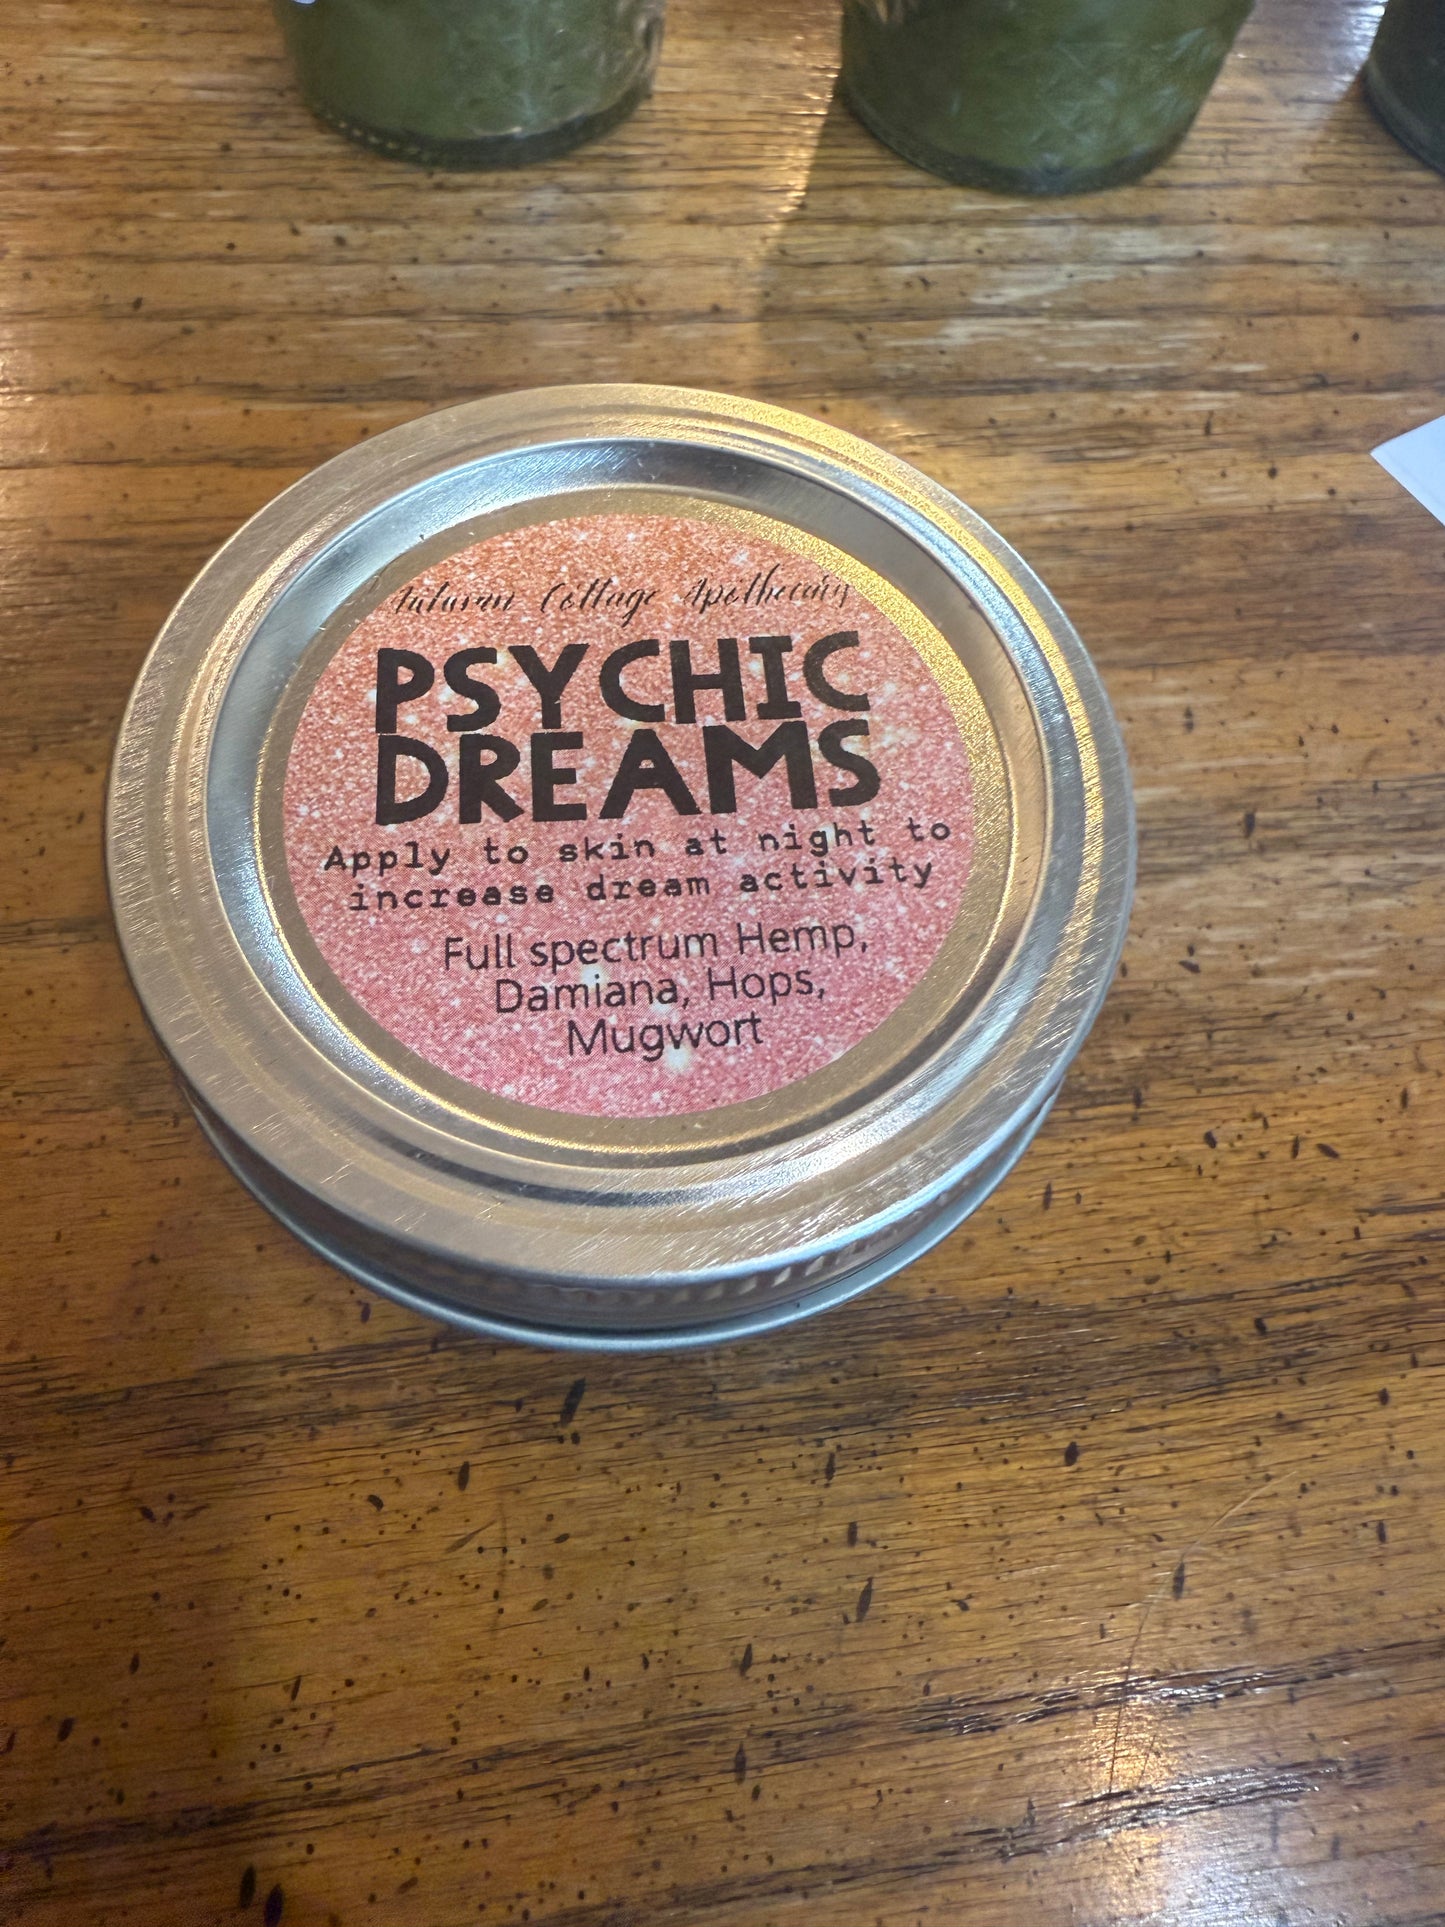 Autumn Cottage Apothecary
PSYCHIC
DREAMS
Apply to skin at night to
increase dream activity
Full spectrum Hemp,
Damiana, Hops,
Mugwort